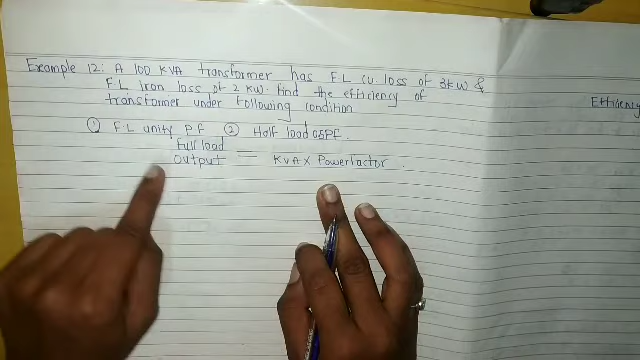 Example 12: A 100 KVA transformer has F.L cu. loss of 3kW &
F.L Iron loss of 2 kW. Find the efficiency of
transformer under following condition
① F.L unity P.F ② Half load 0.5PF
Full load
output = KVA x Powerfactor.
Efficiency